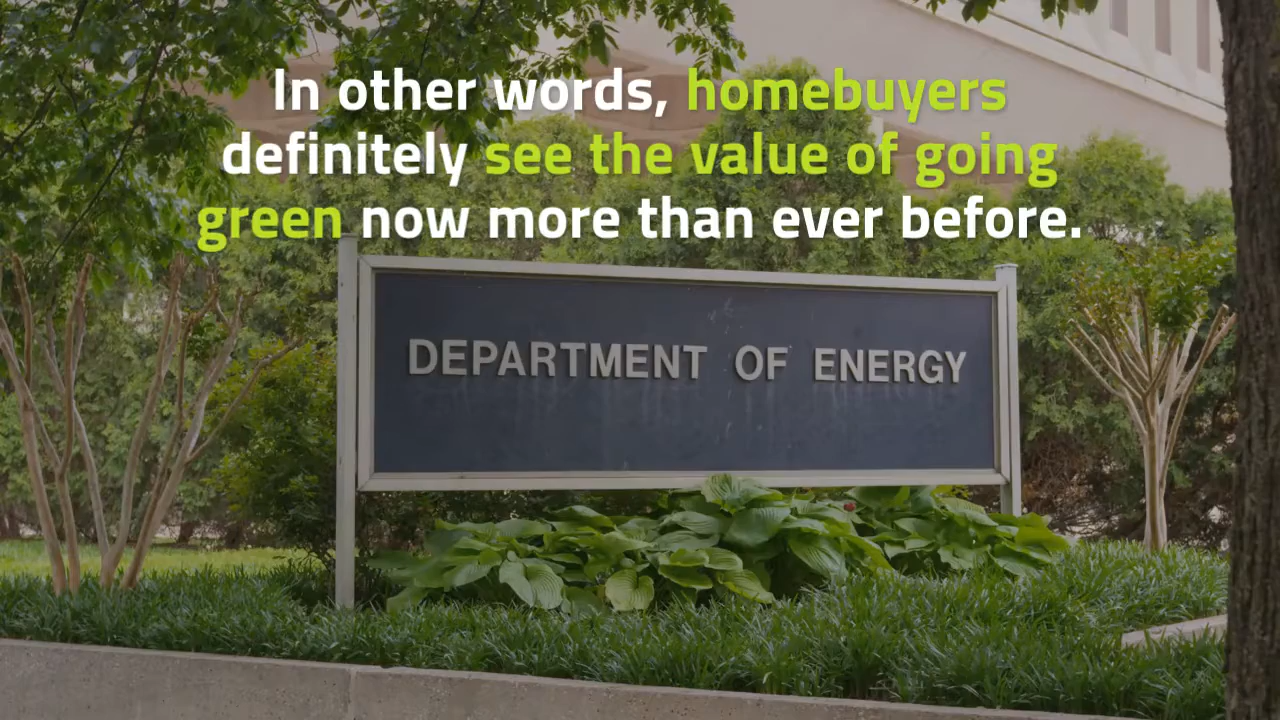 In other words, homebuyers
definitely see the value of going
green now more than ever before.
DEPARTMENT OF ENERGY